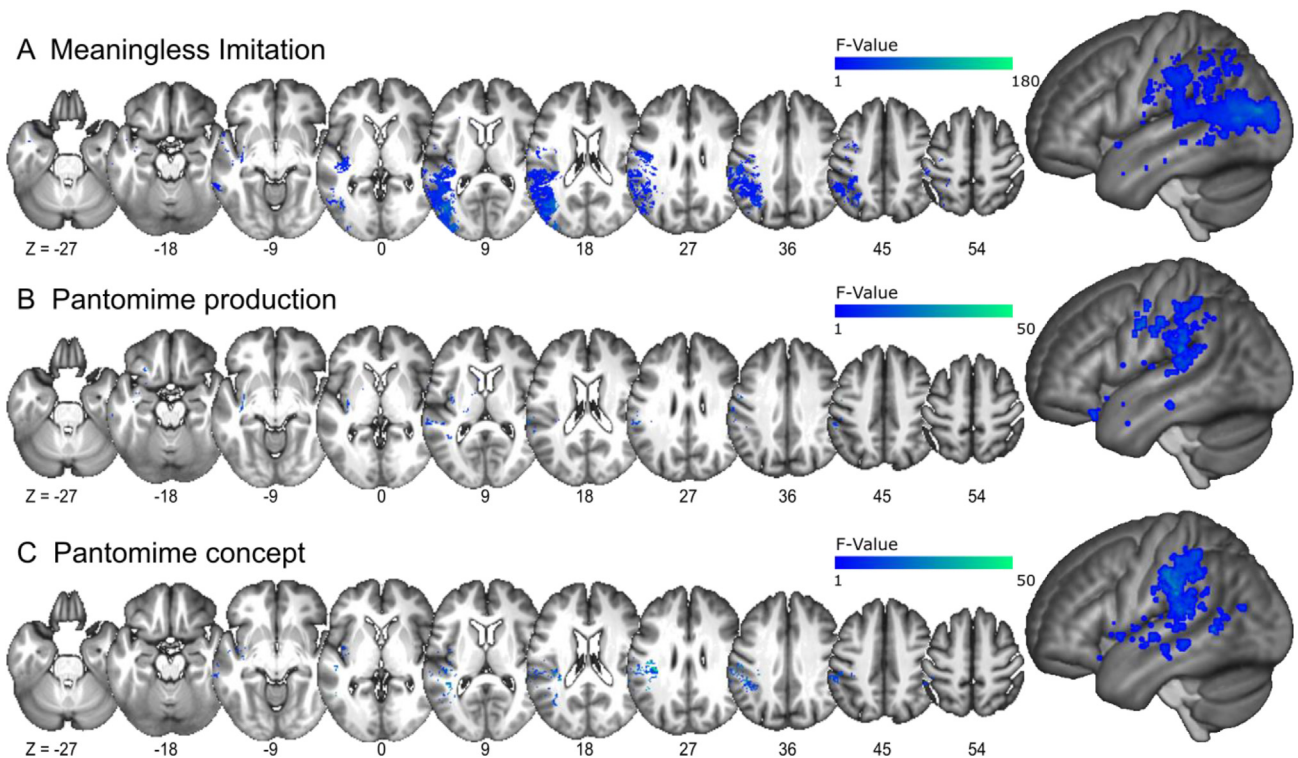 A Meaningless Imitation
F-Value
1 180
Z = -27 -18 -9 0 9 18 27 36 45 54
B Pantomime production
F-Value
1 50
Z = -27 -18 -9 0 9 18 27 36 45 54
C Pantomime concept
F-Value
1 50
Z = -27 -18 -9 0 9 18 27 36 45 54